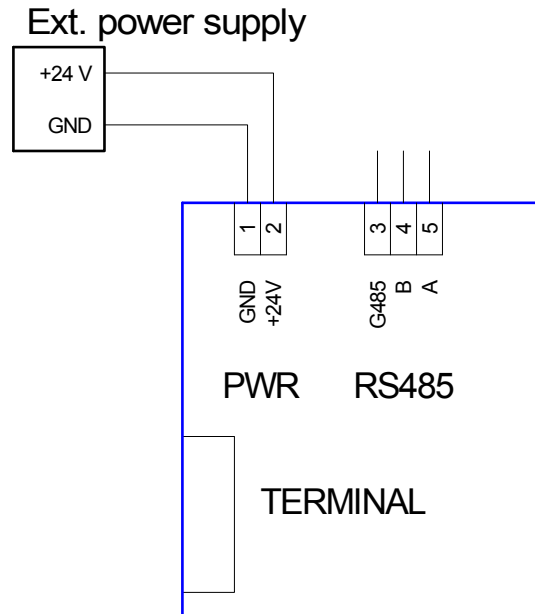 Ext. power supply
+24 V
GND
1 2 3 4 5
GND +24V G485 B A
PWR RS485
TERMINAL